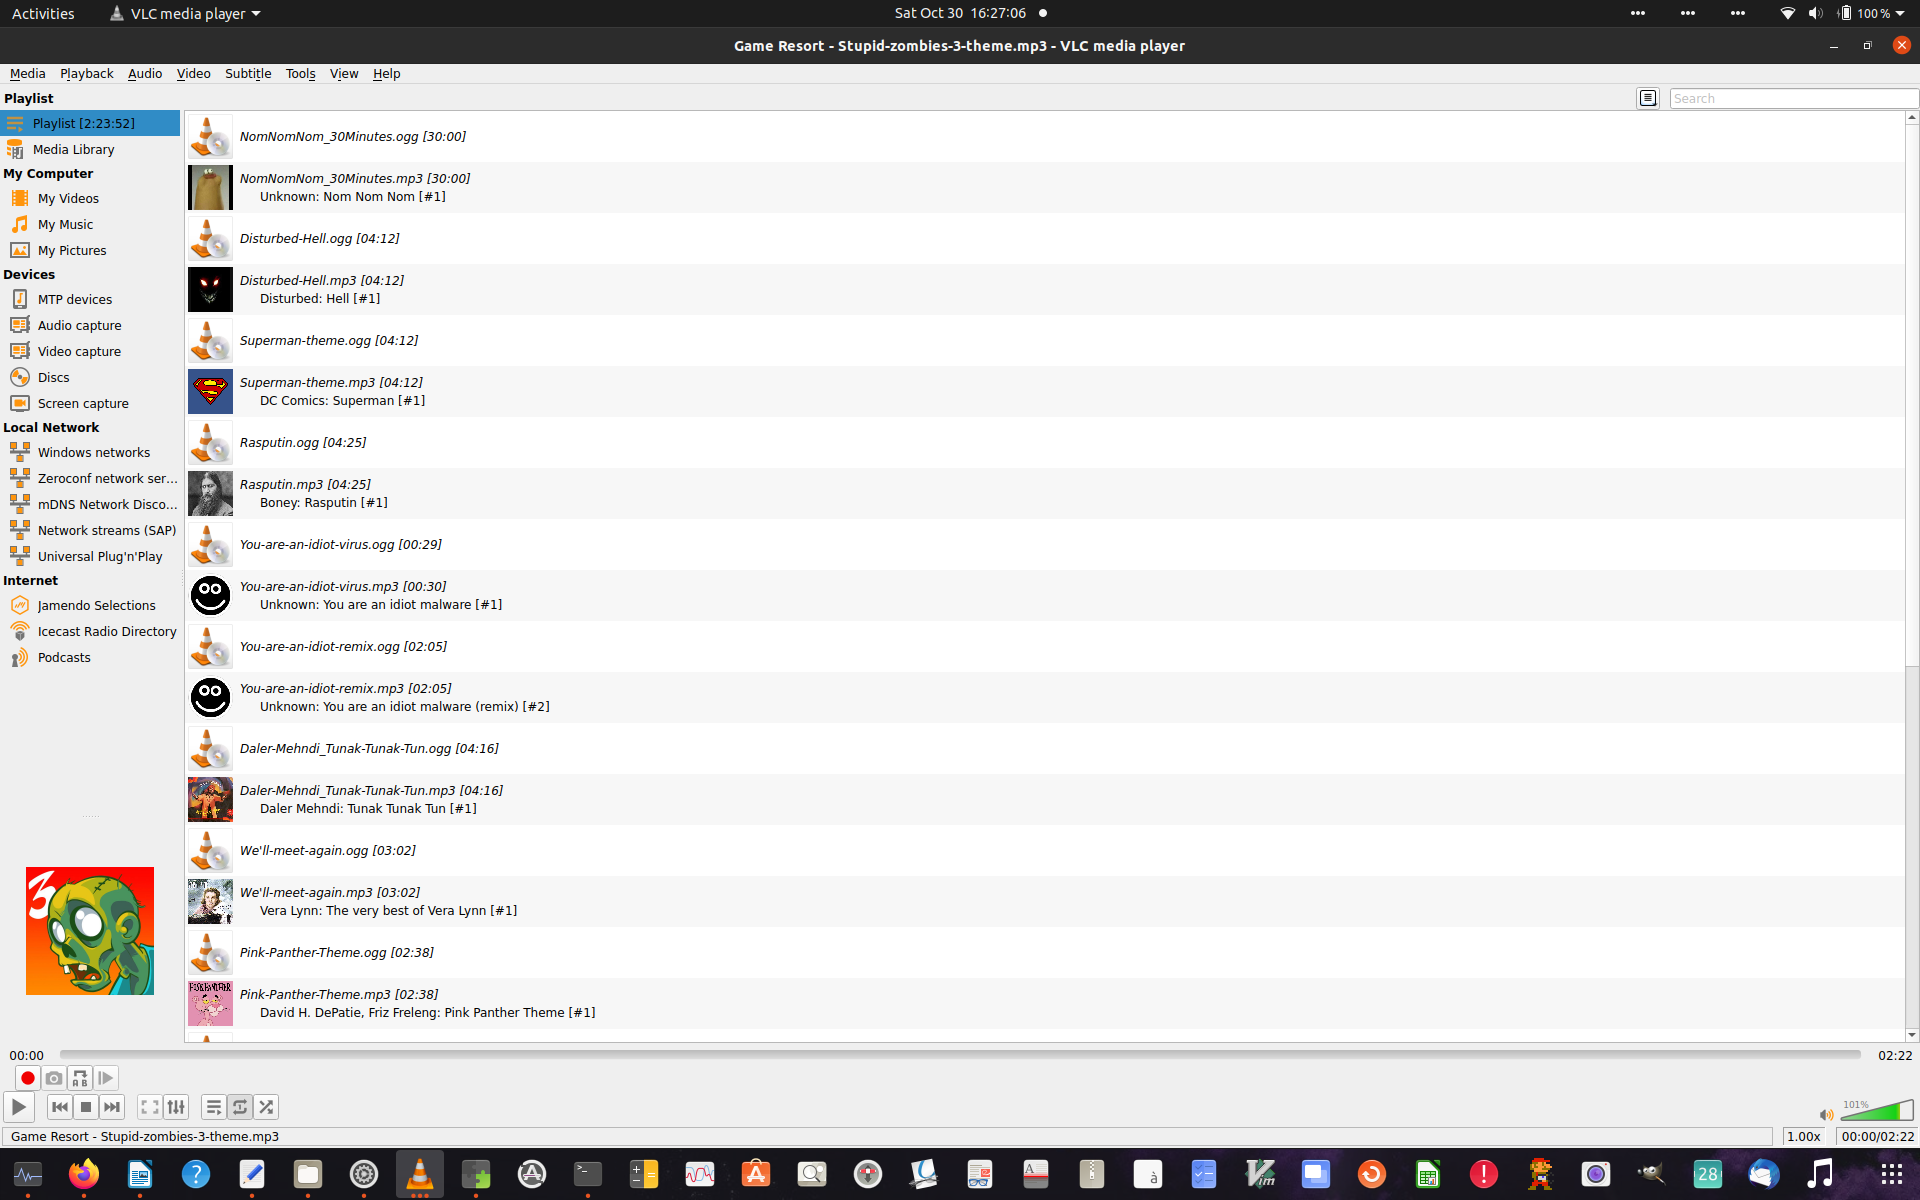 Activities
VLC media player
Sat Oct 30 16:27:06
100 %
Game Resort - Stupid-zombies-3-theme.mp3 - VLC media player
Media Playback Audio Video Subtitle Tools View Help
Playlist
Search
Playlist [2:23:52]
Media Library
My Computer
My Videos
My Music
My Pictures
Devices
MTP devices
Audio capture
Video capture
Discs
Screen capture
Local Network
Windows networks
Zeroconf network ser...
mDNS Network Disco...
Network streams (SAP)
Universal Plug'n'Play
Internet
Jamendo Selections
Icecast Radio Directory
Podcasts
3
NomNomNom_30Minutes.ogg [30:00]
NomNomNom_30Minutes.mp3 [30:00]
Unknown: Nom Nom Nom [#1]
Disturbed-Hell.ogg [04:12]
Disturbed-Hell.mp3 [04:12]
Disturbed: Hell [#1]
Superman-theme.ogg [04:12]
Superman-theme.mp3 [04:12]
DC Comics: Superman [#1]
Rasputin.ogg [04:25]
Rasputin.mp3 [04:25]
Boney: Rasputin [#1]
You-are-an-idiot-virus.ogg [00:29]
You-are-an-idiot-virus.mp3 [00:30]
Unknown: You are an idiot malware [#1]
You-are-an-idiot-remix.ogg [02:05]
You-are-an-idiot-remix.mp3 [02:05]
Unknown: You are an idiot malware (remix) [#2]
Daler-Mehndi_Tunak-Tunak-Tun.ogg [04:16]
Daler-Mehndi_Tunak-Tunak-Tun.mp3 [04:16]
Daler Mehndi: Tunak Tunak Tun [#1]
We'll-meet-again.ogg [03:02]
We'll-meet-again.mp3 [03:02]
Vera Lynn: The very best of Vera Lynn [#1]
Pink-Panther-Theme.ogg [02:38]
Pink-Panther-Theme.mp3 [02:38]
David H. DePatie, Friz Freleng: Pink Panther Theme [#1]
00:00
02:22
A B
101%
Game Resort - Stupid-zombies-3-theme.mp3
1.00x
00:00/02:22
28